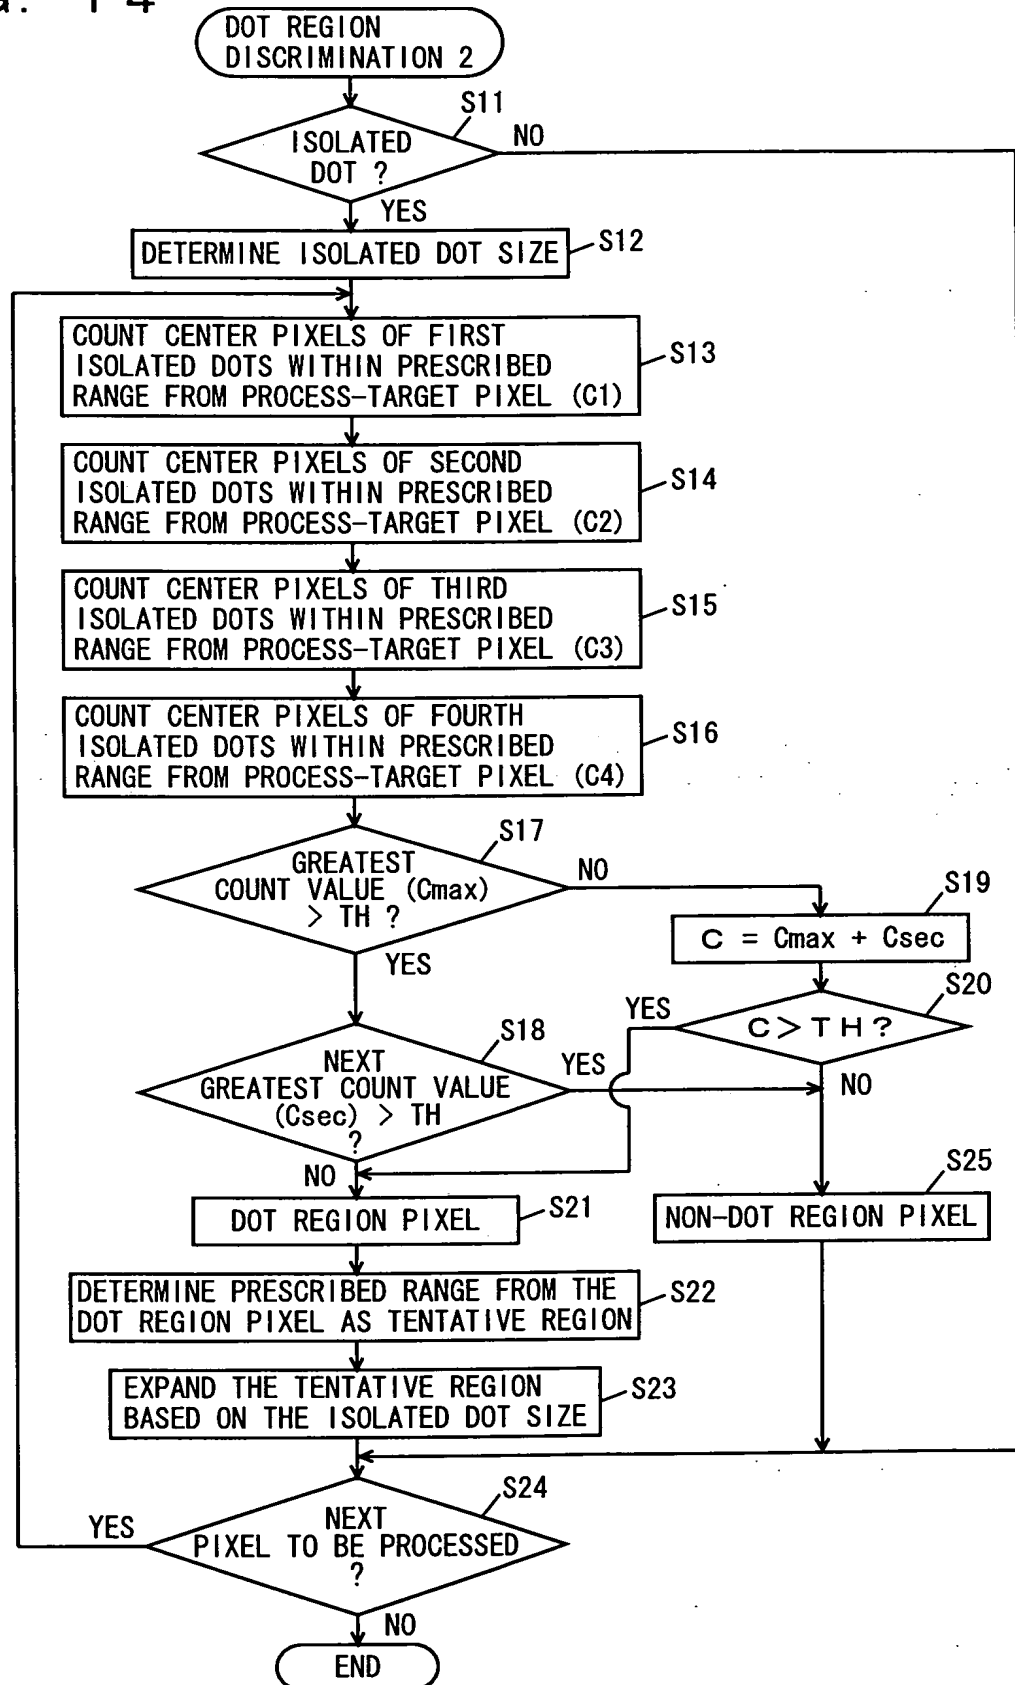 G. 14
DOT REGION
DISCRIMINATION 2
S11
ISOLATED
DOT ?
NO
YES
DETERMINE ISOLATED DOT SIZE
S12
COUNT CENTER PIXELS OF FIRST
ISOLATED DOTS WITHIN PRESCRIBED
RANGE FROM PROCESS-TARGET PIXEL (C1)
S13
COUNT CENTER PIXELS OF SECOND
ISOLATED DOTS WITHIN PRESCRIBED
RANGE FROM PROCESS-TARGET PIXEL (C2)
S14
COUNT CENTER PIXELS OF THIRD
ISOLATED DOTS WITHIN PRESCRIBED
RANGE FROM PROCESS-TARGET PIXEL (C3)
S15
COUNT CENTER PIXELS OF FOURTH
ISOLATED DOTS WITHIN PRESCRIBED
RANGE FROM PROCESS-TARGET PIXEL (C4)
S16
S17
GREATEST
COUNT VALUE (Cmax)
> TH ?
NO
YES
S19
C = Cmax + Csec
S20
C > TH ?
YES
NO
S18
NEXT
GREATEST COUNT VALUE
(Csec) > TH
?
YES
NO
DOT REGION PIXEL
S21
S25
NON-DOT REGION PIXEL
DETERMINE PRESCRIBED RANGE FROM THE
DOT REGION PIXEL AS TENTATIVE REGION
S22
EXPAND THE TENTATIVE REGION
BASED ON THE ISOLATED DOT SIZE
S23
S24
NEXT
PIXEL TO BE PROCESSED
?
YES
NO
END